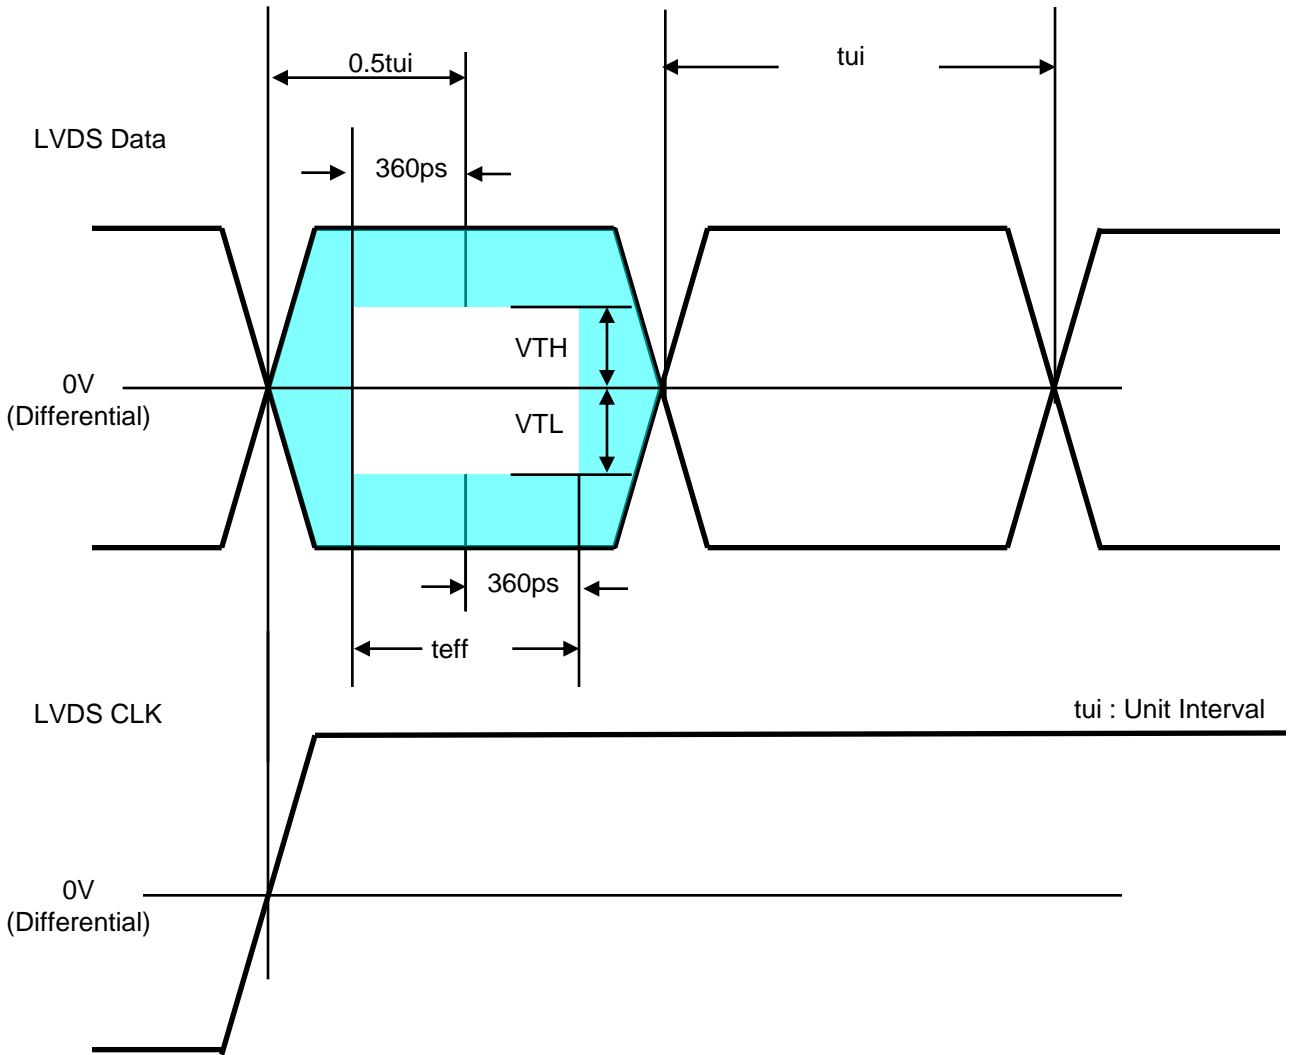 0.5tui
tui
LVDS Data
360ps
VTH
0V
(Differential)
VTL
360ps
teff
LVDS CLK
tui : Unit Interval
0V
(Differential)